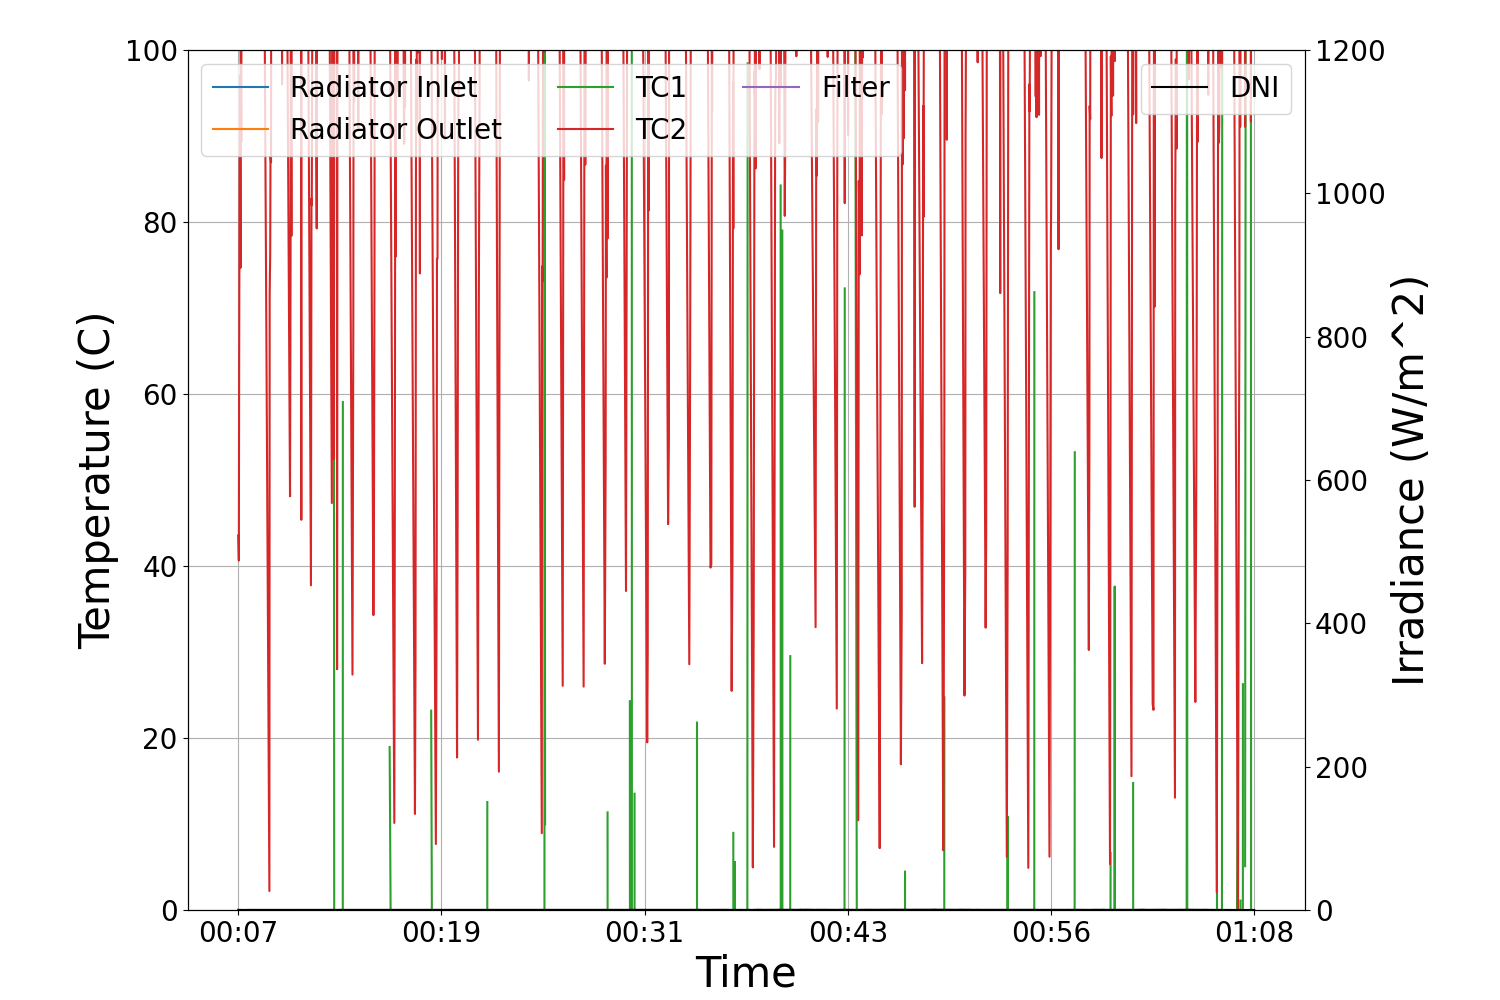 Radiator Inlet
Radiator Outlet
TC1
TC2
Filter
DNI
100
80
60
40
20
0
Temperature (C)
1200
1000
800
600
400
200
0
Irradiance (W/m^2)
00:07 00:19 00:31 00:43 00:56 01:08
Time